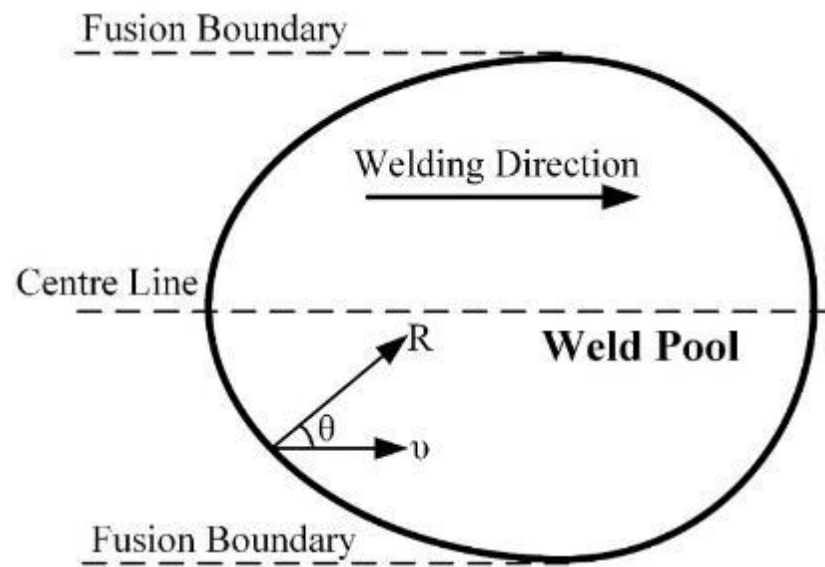 Fusion Boundary
Welding Direction
Centre Line
R
Weld Pool
θ
υ
Fusion Boundary